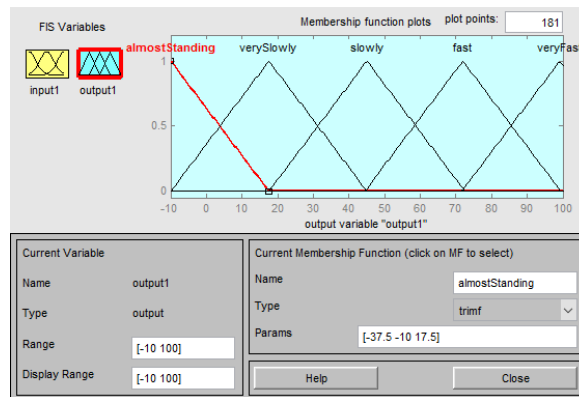 FIS Variables
Membership function plots
plot points:
181
input1
output1
almostStanding
verySlowly
slowly
fast
veryFast
1
0.5
0
-10
0
10
20
30
40
50
60
70
80
90
100
output variable "output1"
Current Variable
Name
output1
Type
output
Range
[-10 100]
Display Range
[-10 100]
Current Membership Function (click on MF to select)
Name
almostStanding
Type
trimf
Params
[-37.5 -10 17.5]
Help
Close